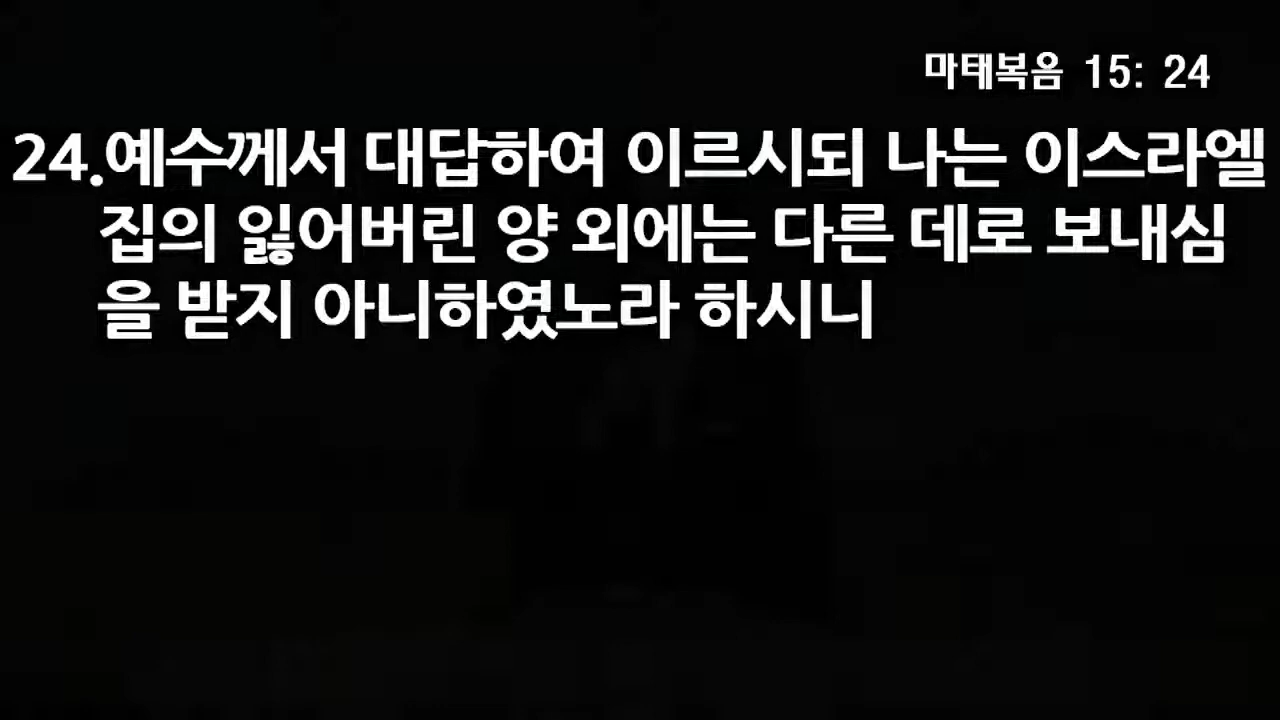 마태복음 15: 24
24.예수께서 대답하여 이르시되 나는 이스라엘
집의 잃어버린 양 외에는 다른 데로 보내심
을 받지 아니하였노라 하시니